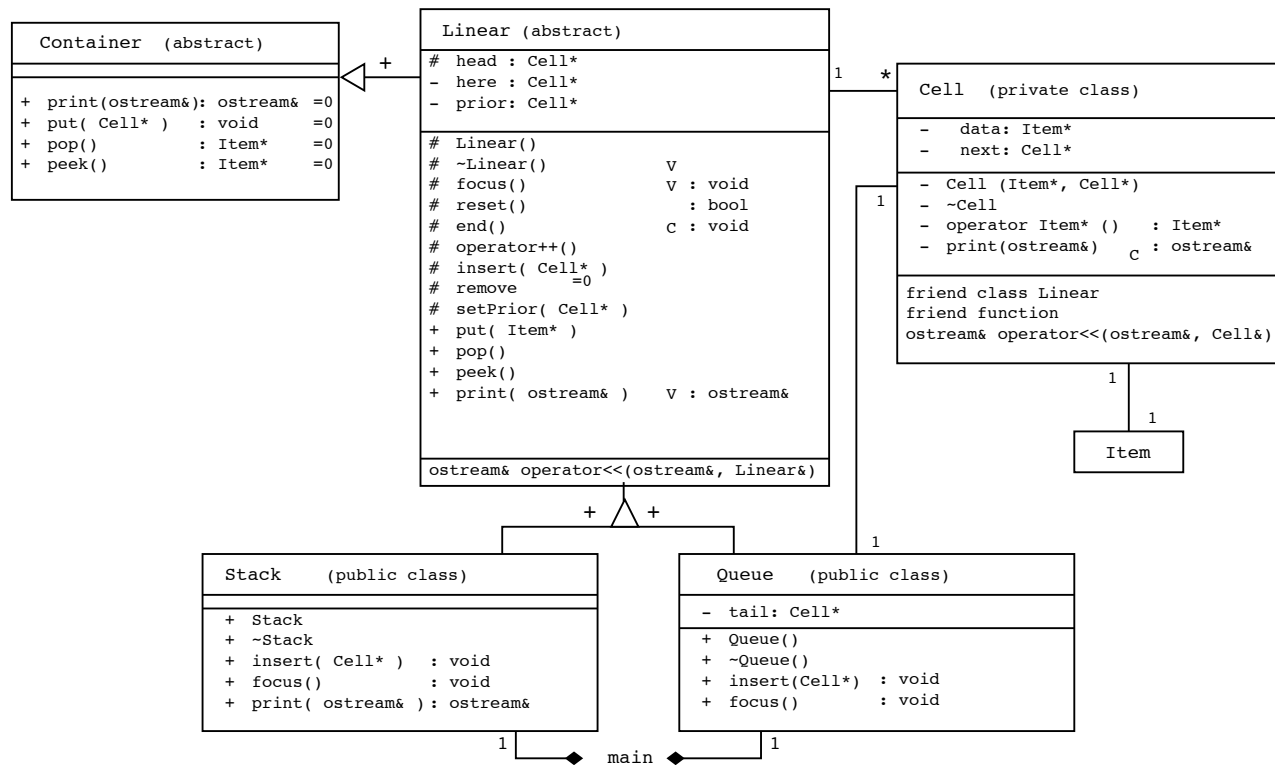 Container (abstract)
+ print(ostream&): ostream& =0
+ put( Cell* ) : void =0
+ pop() : Item* =0
+ peek() : Item* =0
+
Linear (abstract)
# head : Cell*
- here : Cell*
- prior: Cell*
# Linear()
# ~Linear() V
# focus() V : void
# reset() : bool
# end() C : void
# operator++()
# insert( Cell* )
=0
# remove
# setPrior( Cell* )
+ put( Item* )
+ pop()
+ peek()
+ print( ostream& ) V : ostream&
ostream& operator<<(ostream&, Linear&)
1 *
Cell (private class)
- data: Item*
- next: Cell*
- Cell (Item*, Cell*)
- ~Cell
- operator Item* () : Item*
- print(ostream&) C : ostream&
friend class Linear
friend function
ostream& operator<<(ostream&, Cell&)
1
1
1
Item
+ +
1
Stack (public class)
+ Stack
+ ~Stack
+ insert( Cell* ) : void
+ focus() : void
+ print( ostream& ): ostream&
Queue (public class)
- tail: Cell*
+ Queue()
+ ~Queue()
+ insert(Cell*) : void
+ focus() : void
1 main 1